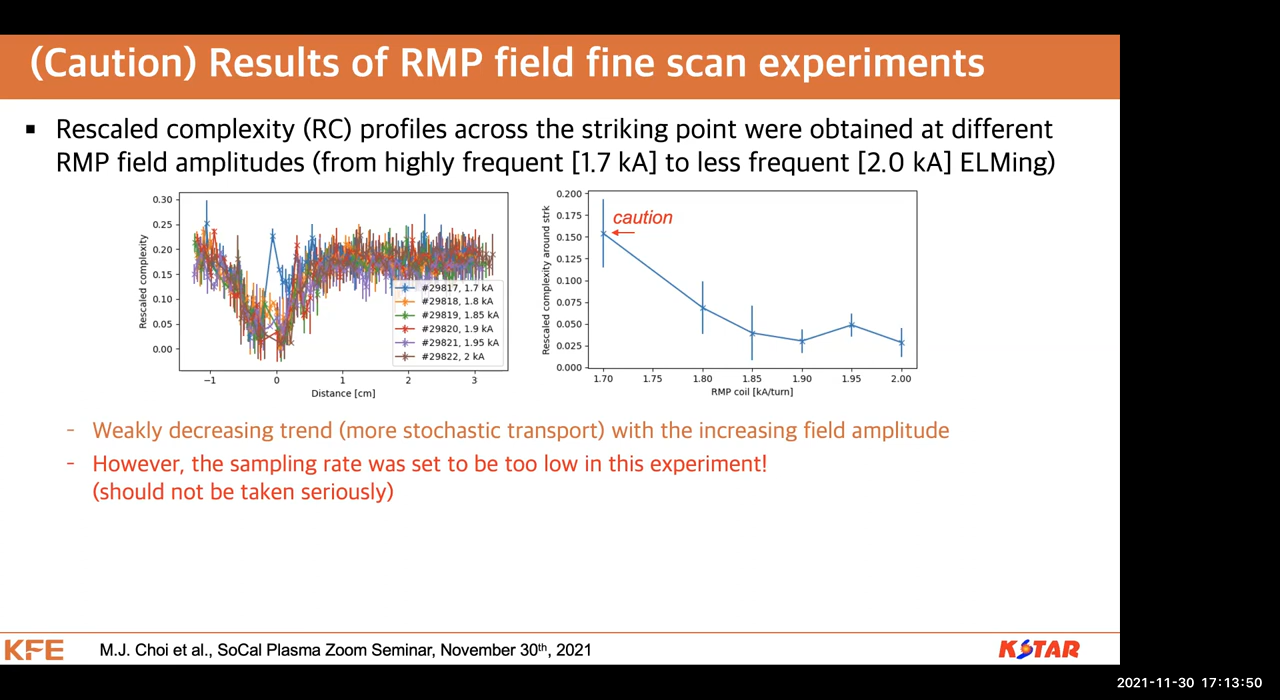 (Caution) Results of RMP field fine scan experiments
▪ Rescaled complexity (RC) profiles across the striking point were obtained at different
RMP field amplitudes (from highly frequent [1.7 kA] to less frequent [2.0 kA] ELMing)
Rescaled complexity
0.30
0.25
0.20
0.15
0.10
0.05
0.00
#29817, 1.7 kA
#29818, 1.8 kA
#29819, 1.85 kA
#29820, 1.9 kA
#29821, 1.95 kA
#29822, 2 kA
−1 0 1 2 3
Distance [cm]
Rescaled complexity around strk
0.200
0.175
0.150
0.125
0.100
0.075
0.050
0.025
0.000
caution
1.70 1.75 1.80 1.85 1.90 1.95 2.00
RMP coil [kA/turn]
- Weakly decreasing trend (more stochastic transport) with the increasing field amplitude
- However, the sampling rate was set to be too low in this experiment!
(should not be taken seriously)
KFE
M.J. Choi et al., SoCal Plasma Zoom Seminar, November 30th, 2021
KSTAR
2021-11-30 17:13:50